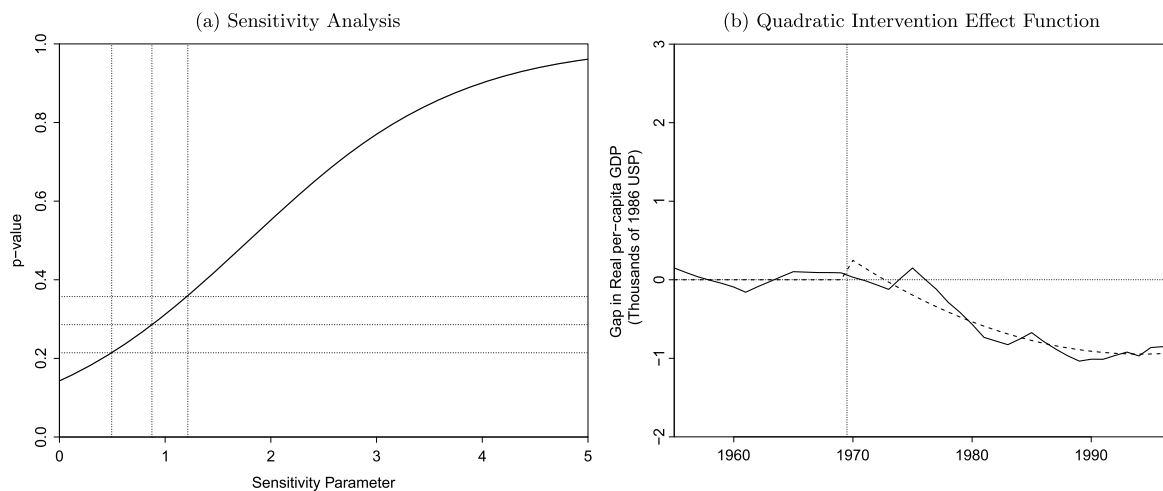 (a) Sensitivity Analysis
1.0
0.8
0.6
0.4
0.2
0.0
p−value
0 1 2 3 4 5
Sensitivity Parameter
(b) Quadratic Intervention Effect Function
3
2
1
0
−1
−2
Gap in Real per−capita GDP
(Thousands of 1986 USP)
1960 1970 1980 1990